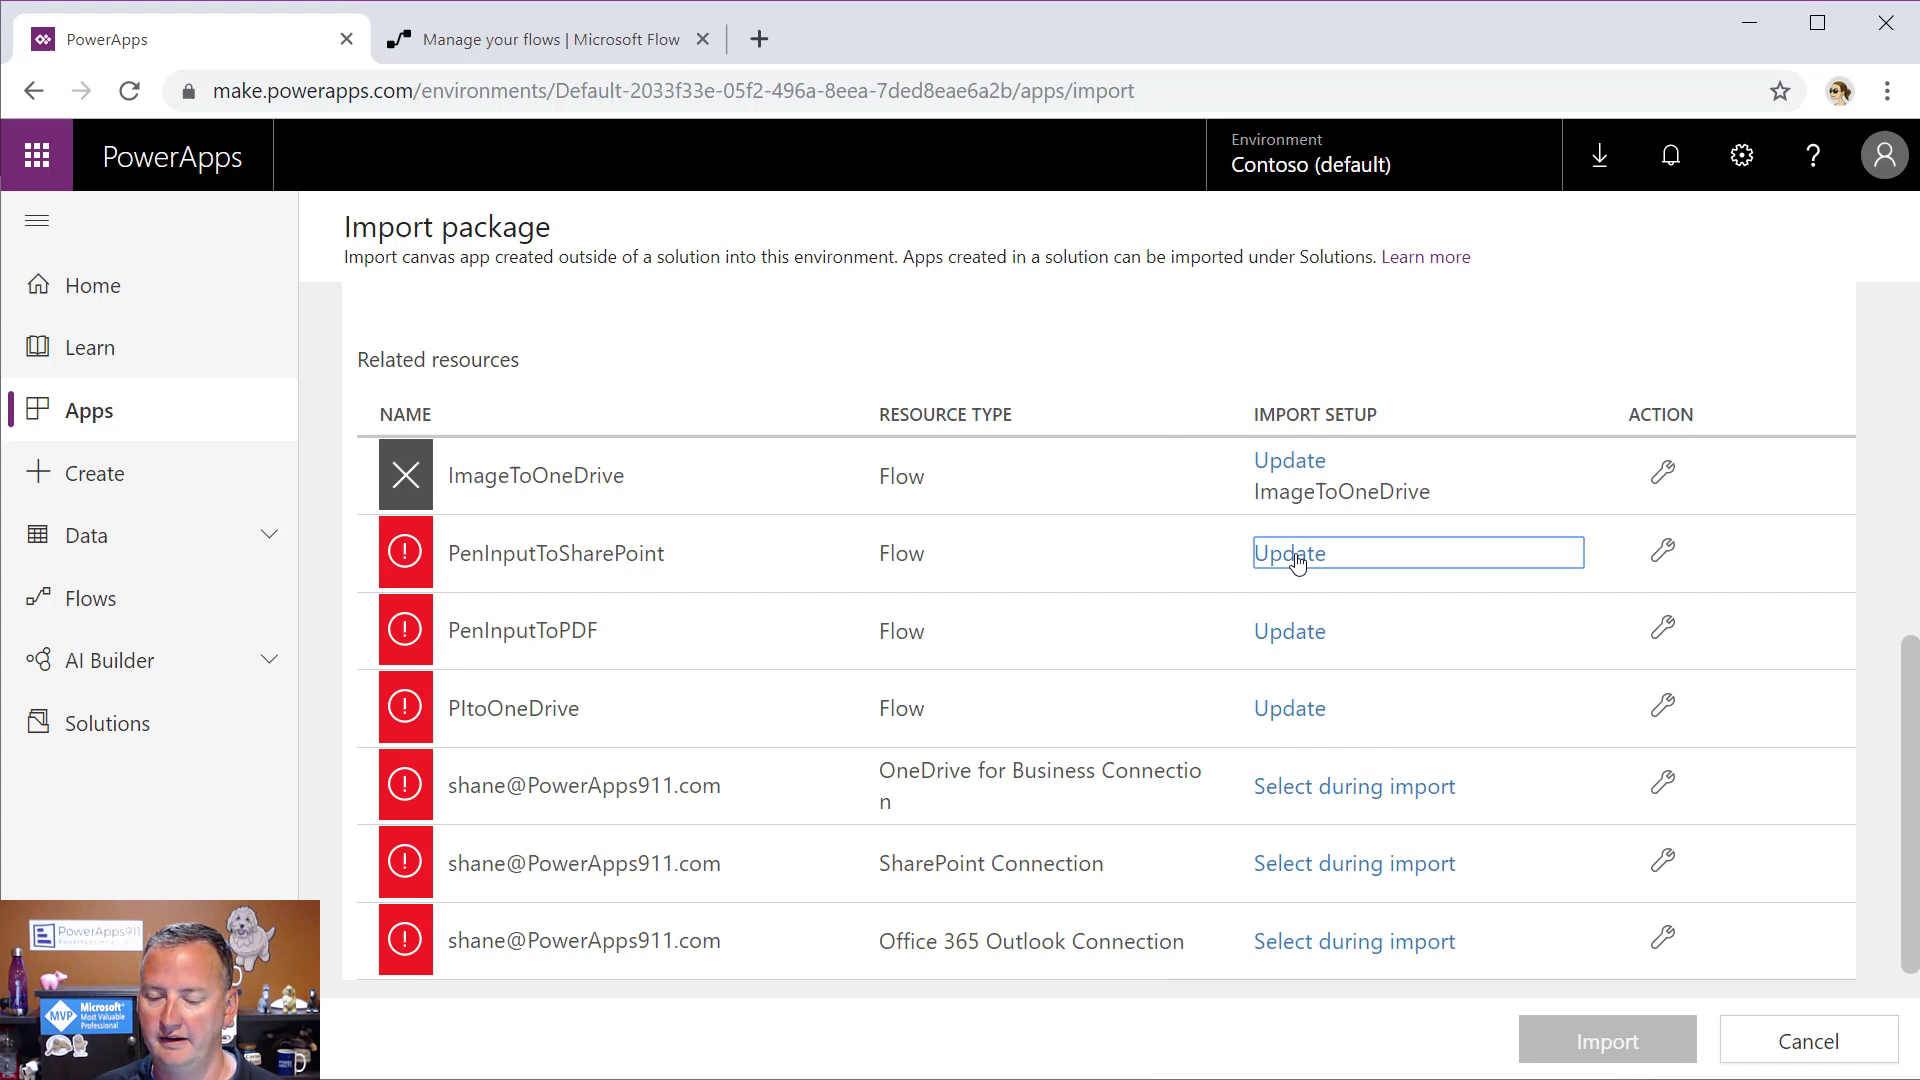 PowerApps
Manage your flows | Microsoft Flow
make.powerapps.com/environments/Default-2033f33e-05f2-496a-8eea-7ded8eae6a2b/apps/import
PowerApps
Environment
Contoso (default)
?
Import package
Import canvas app created outside of a solution into this environment. Apps created in a solution can be imported under Solutions. Learn more
Home
Learn
Apps
Create
Data
Flows
AI Builder
Solutions
Related resources
NAME RESOURCE TYPE IMPORT SETUP ACTION
ImageToOneDrive Flow Update
ImageToOneDrive
PenInputToSharePoint Flow Update
PenInputToPDF Flow Update
PItoOneDrive Flow Update
shane@PowerApps911.com OneDrive for Business Connectio
n Select during import
shane@PowerApps911.com SharePoint Connection Select during import
shane@PowerApps911.com Office 365 Outlook Connection Select during import
Import Cancel
PowerApps911
MVP Microsoft
Most Valuable
Professional